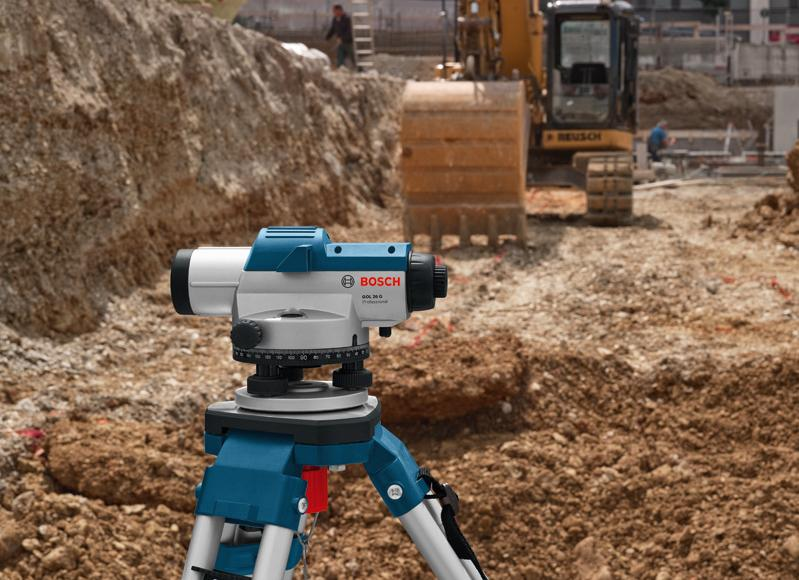 REUSCH
BOSCH
GOL 26 G
Professional